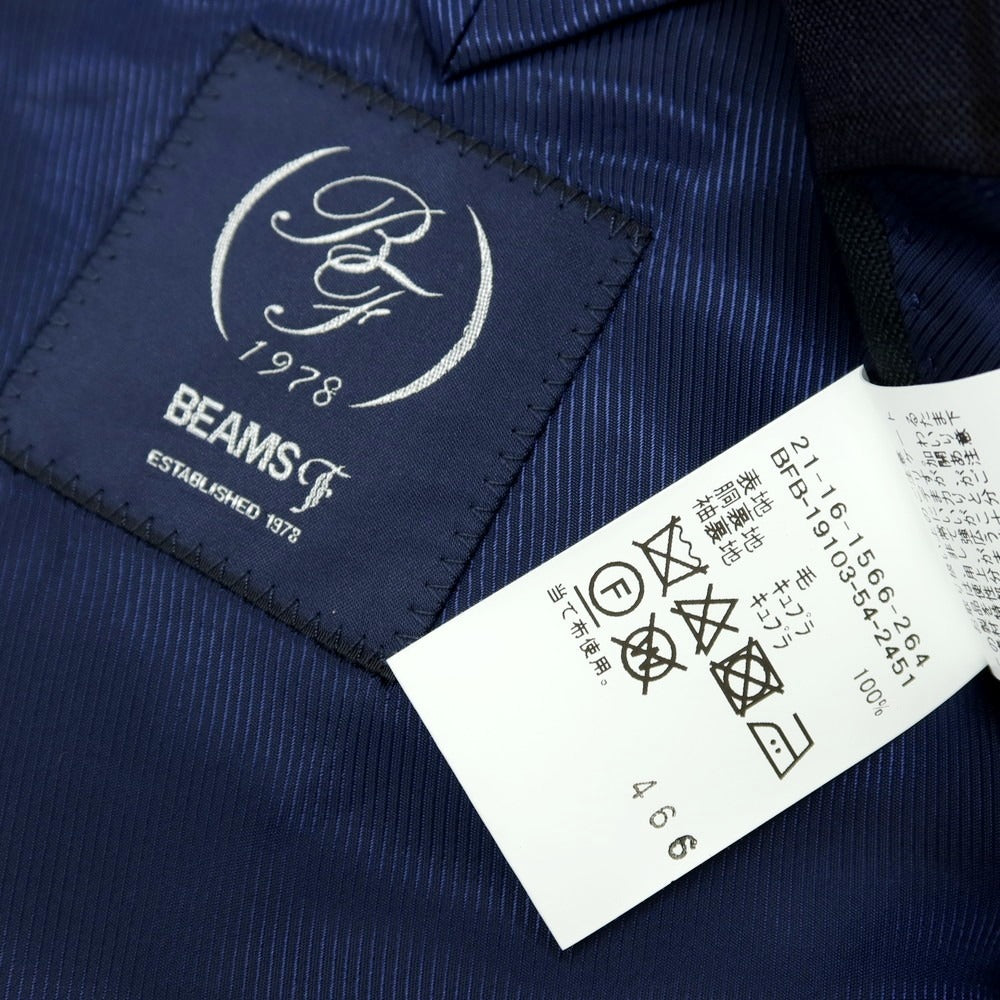 BF
1978
BEAMS F
ESTABLISHED 1978
21-16-1566-264
BFB-19103-54-2451
表地 毛 100%
胴裏地 キュプラ
袖裏地 キュプラ
F
W
当て布使用。
466